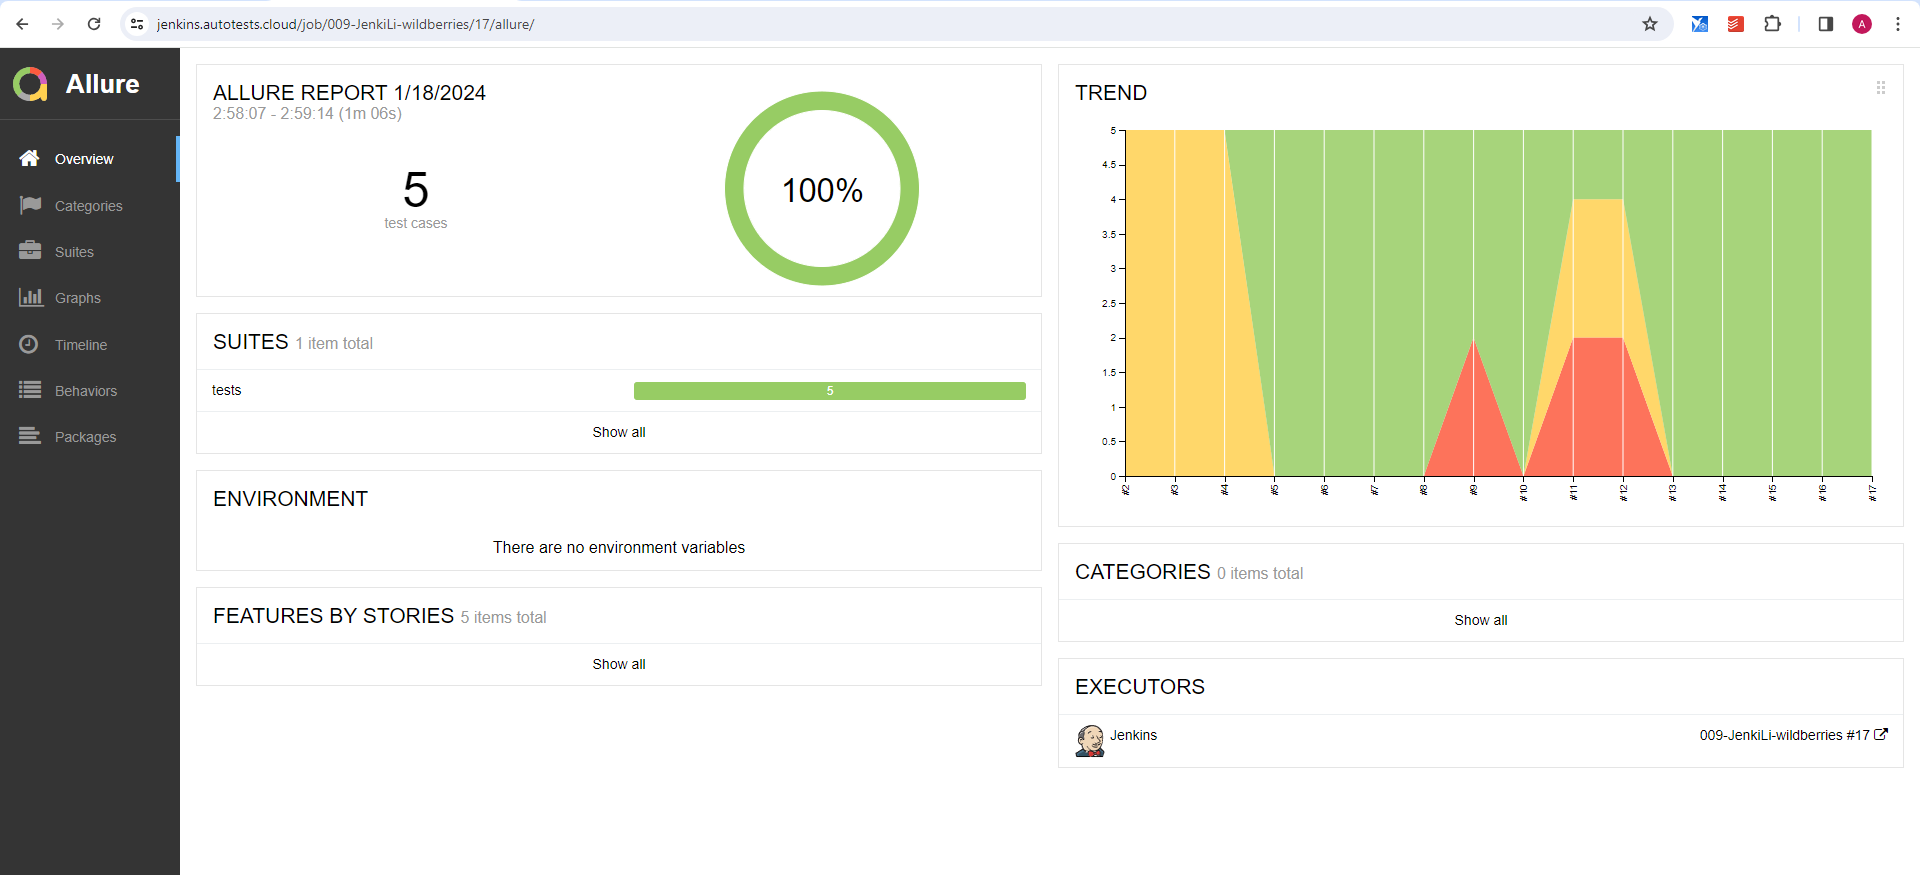 jenkins.autotests.cloud/job/009-JenkiLi-wildberries/17/allure/
A
Allure
Overview
Categories
Suites
Graphs
Timeline
Behaviors
Packages
ALLURE REPORT 1/18/2024
2:58:07 - 2:59:14 (1m 06s)
5
test cases
100%
SUITES 1 item total
tests
5
Show all
ENVIRONMENT
There are no environment variables
FEATURES BY STORIES 5 items total
Show all
TREND
5
4.5
4
3.5
3
2.5
2
1.5
1
0.5
0
#2
#3
#4
#5
#6
#7
#8
#9
#10
#11
#12
#13
#14
#15
#16
#17
CATEGORIES 0 items total
Show all
EXECUTORS
Jenkins
009-JenkiLi-wildberries #17